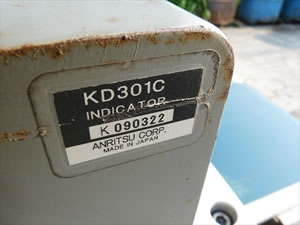 KD301C
INDICATOR
K 090322
ANRITSU CORP.
MADE IN JAPAN